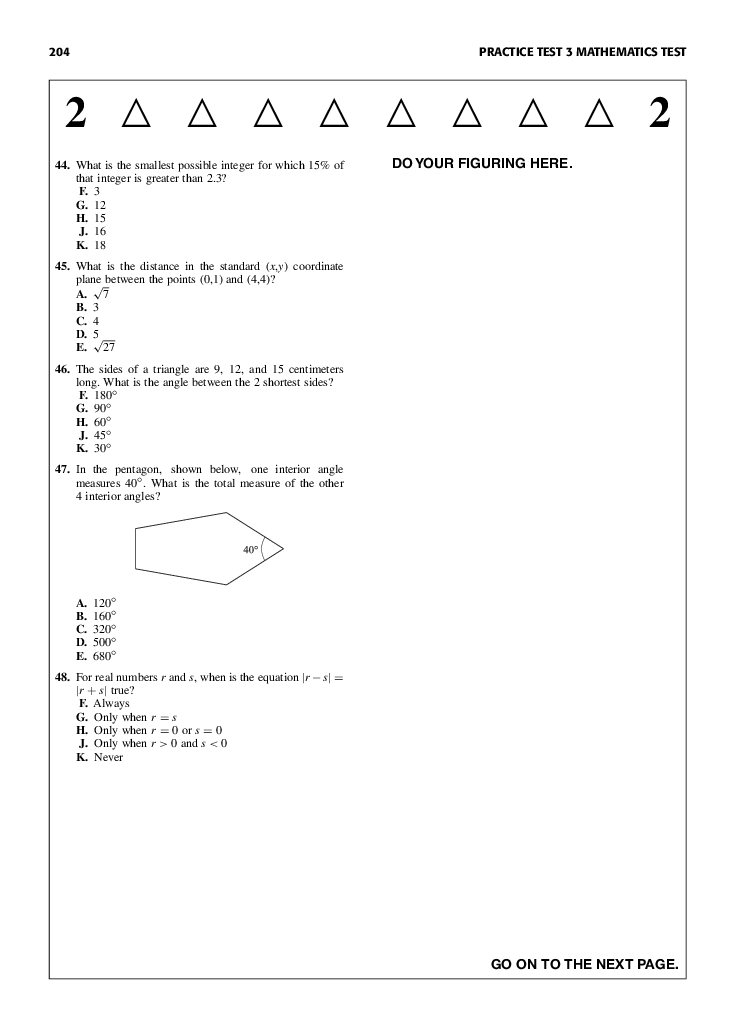 204 PRACTICE TEST 3 MATHEMATICS TEST
2 △ △ △ △ △ △ △ △ 2
44. What is the smallest possible integer for which 15% of
that integer is greater than 2.3?
F. 3
G. 12
H. 15
J. 16
K. 18
45. What is the distance in the standard (x,y) coordinate
plane between the points (0,1) and (4,4)?
A. √7
B. 3
C. 4
D. 5
E. √27
46. The sides of a triangle are 9, 12, and 15 centimeters
long. What is the angle between the 2 shortest sides?
F. 180°
G. 90°
H. 60°
J. 45°
K. 30°
47. In the pentagon, shown below, one interior angle
measures 40°. What is the total measure of the other
4 interior angles?
40°
A. 120°
B. 160°
C. 320°
D. 500°
E. 680°
48. For real numbers r and s, when is the equation |r − s| =
|r + s| true?
F. Always
G. Only when r = s
H. Only when r = 0 or s = 0
J. Only when r > 0 and s < 0
K. Never
DO YOUR FIGURING HERE.
GO ON TO THE NEXT PAGE.